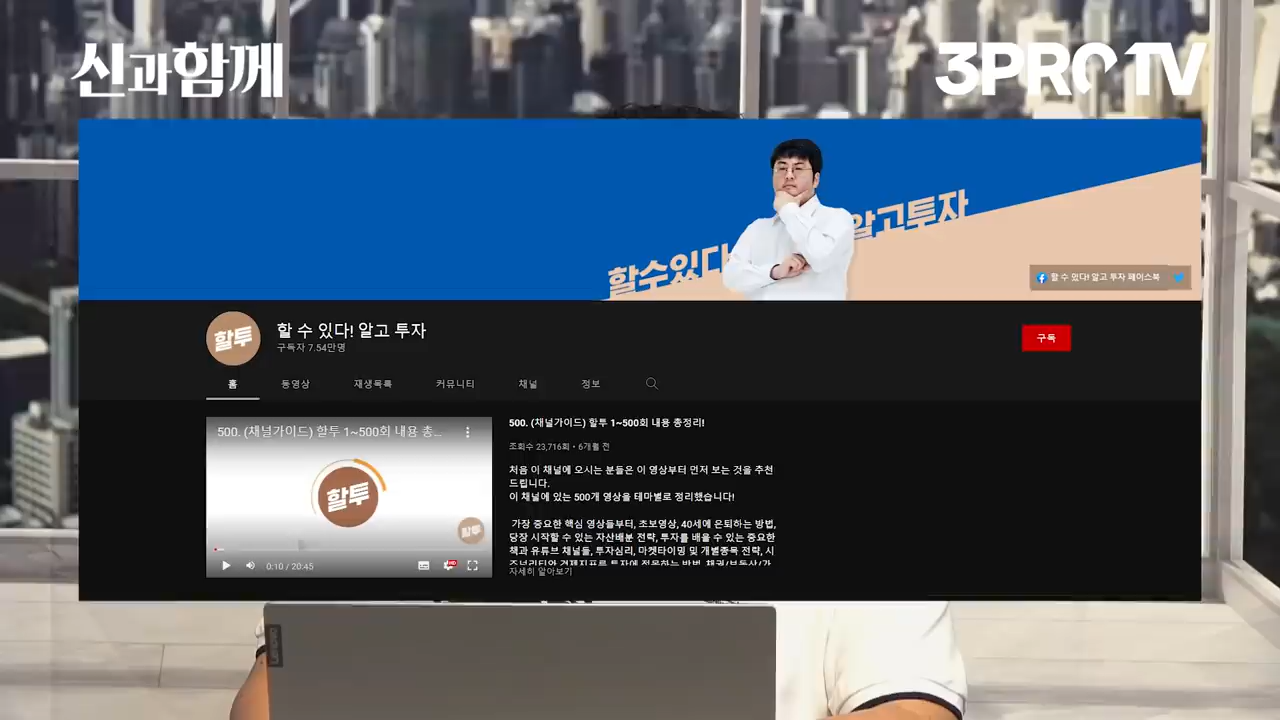 신과함께
3PROTV
할수있다
알고투자
할 수 있다! 알고 투자 페이스북
할투
할 수 있다! 알고 투자
구독자 7.54만명
구독
홈 동영상 재생목록 커뮤니티 채널 정보
500. (채널가이드) 할투 1~500회 내용 총...
할투
할투
0:10 / 20:45
HD
500. (채널가이드) 할투 1~500회 내용 총정리!
조회수 23,716회 • 6개월 전
처음 이 채널에 오시는 분들은 이 영상부터 먼저 보는 것을 추천
드립니다.
이 채널에 있는 500개 영상을 테마별로 정리했습니다!
가장 중요한 핵심 영상들부터, 초보영상, 40세에 은퇴하는 방법,
당장 시작할 수 있는 자산배분 전략, 투자를 배울 수 있는 중요한
책과 유튜브 채널들, 투자심리, 마켓타이밍 및 개별종목 전략, 시
자세히 알아보기
Lenovo